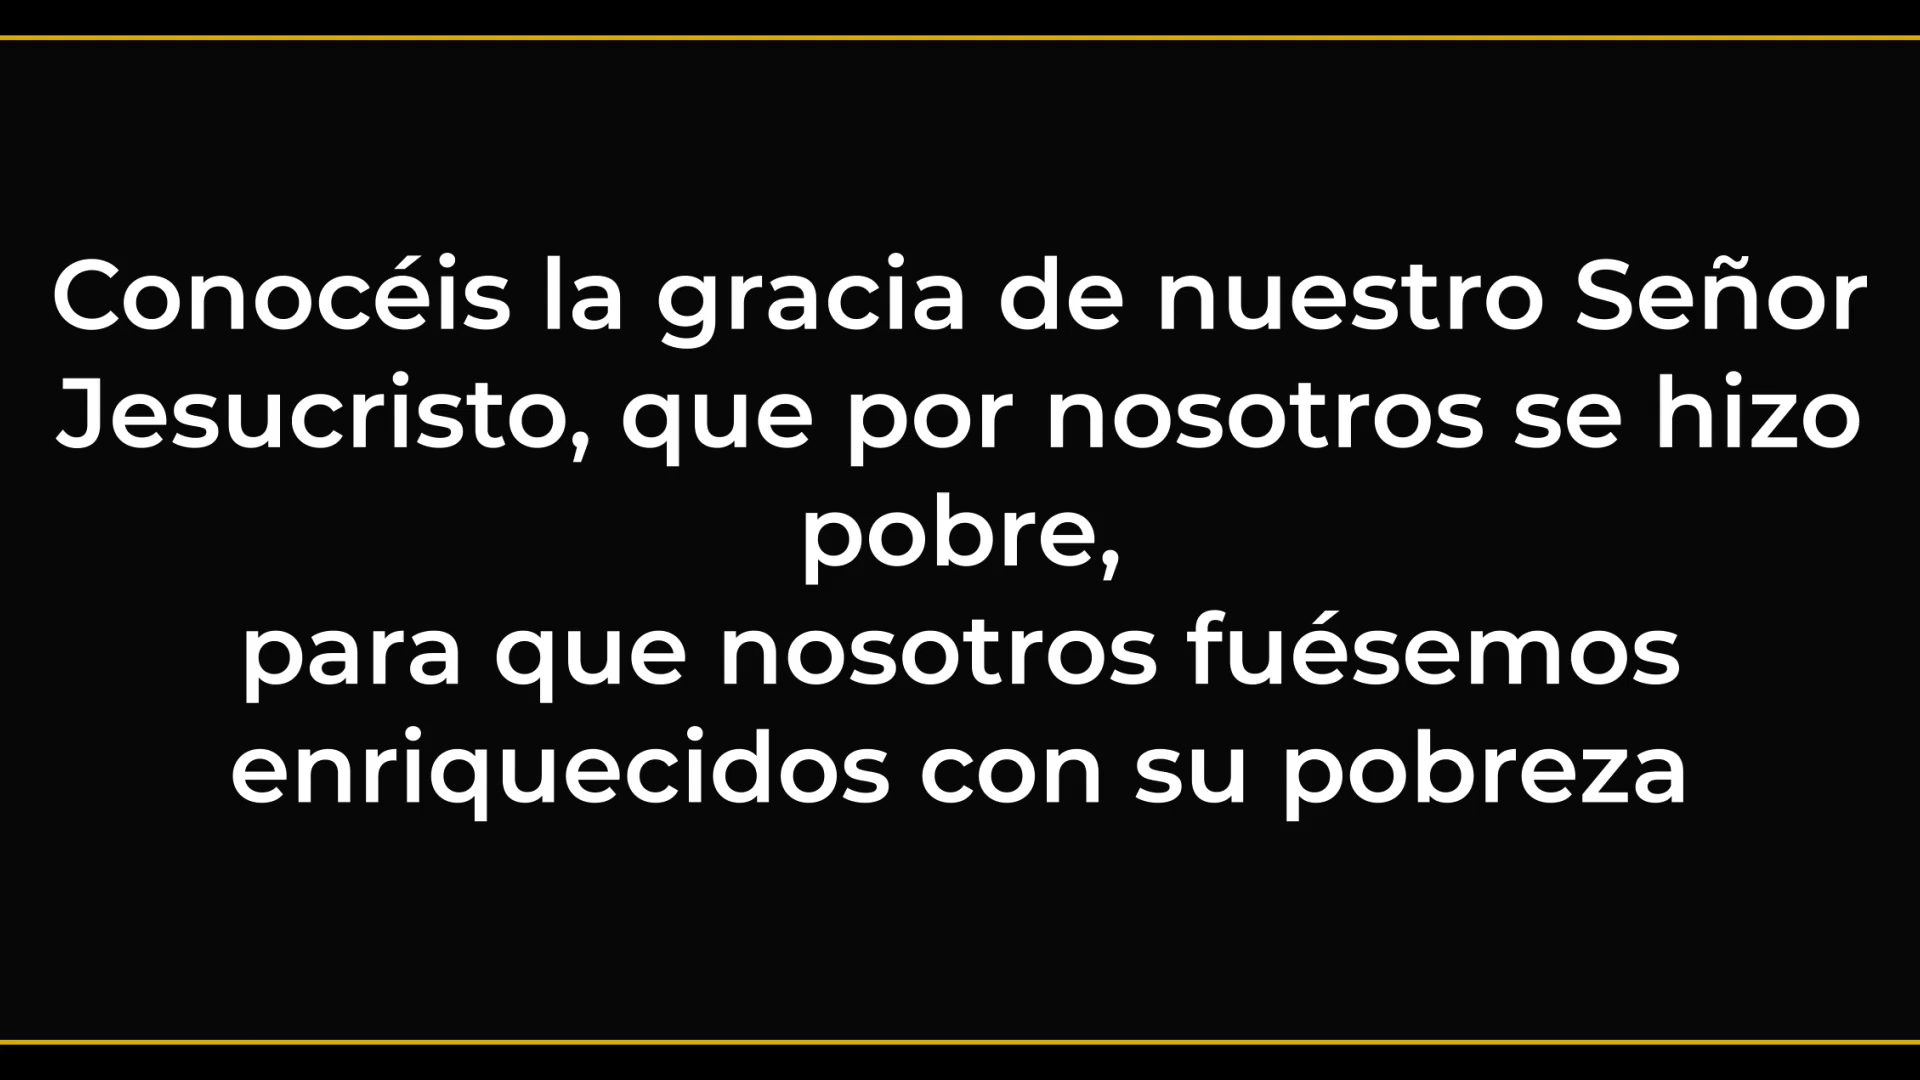 Conocéis la gracia de nuestro Señor
Jesucristo, que por nosotros se hizo
pobre,
para que nosotros fuésemos
enriquecidos con su pobreza